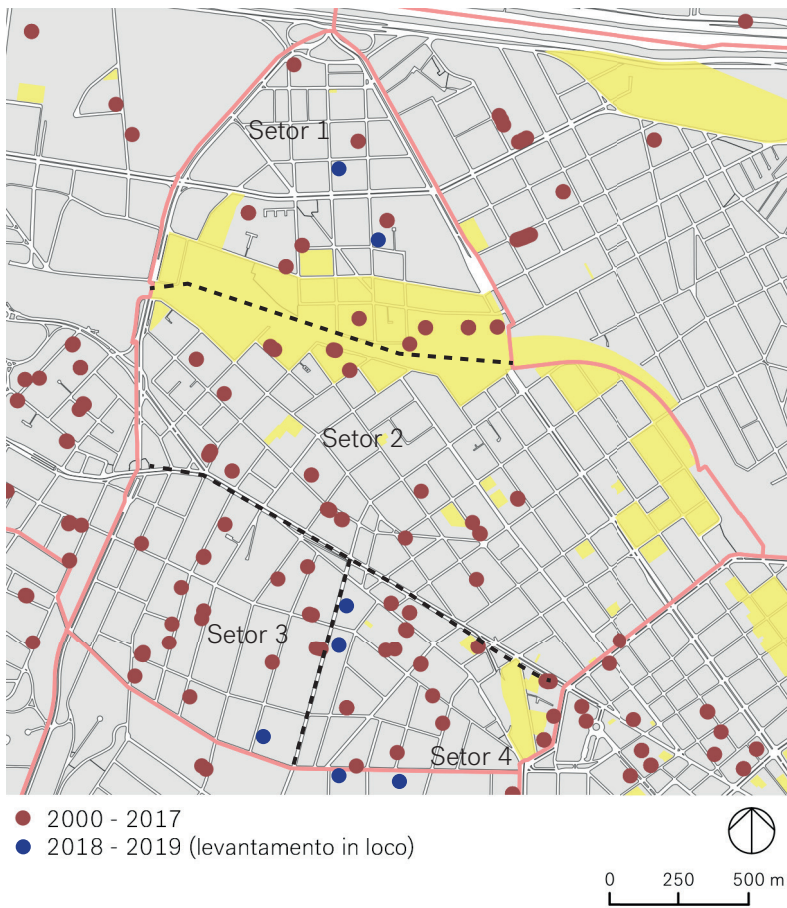 Setor 1
Setor 2
Setor 3
Setor 4
2000 - 2017
2018 - 2019 (levantamento in loco)
0 250 500 m